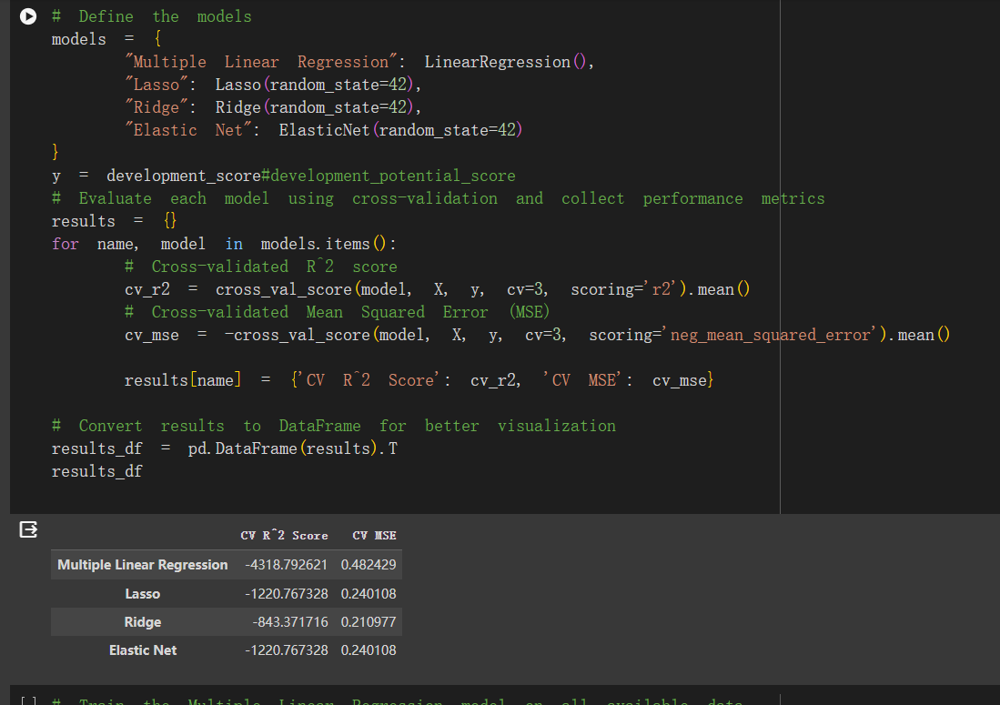 # Define the models
models = {
"Multiple Linear Regression": LinearRegression(),
"Lasso": Lasso(random_state=42),
"Ridge": Ridge(random_state=42),
"Elastic Net": ElasticNet(random_state=42)
}
y = development_score#development_potential_score
# Evaluate each model using cross-validation and collect performance metrics
results = {}
for name, model in models.items():
# Cross-validated R^2 score
cv_r2 = cross_val_score(model, X, y, cv=3, scoring='r2').mean()
# Cross-validated Mean Squared Error (MSE)
cv_mse = -cross_val_score(model, X, y, cv=3, scoring='neg_mean_squared_error').mean()
results[name] = {'CV R^2 Score': cv_r2, 'CV MSE': cv_mse}
# Convert results to DataFrame for better visualization
results_df = pd.DataFrame(results).T
results_df
CV R^2 Score CV MSE
Multiple Linear Regression -4318.792621 0.482429
Lasso -1220.767328 0.240108
Ridge -843.371716 0.210977
Elastic Net -1220.767328 0.240108
[ ] # Train the Multiple Linear Regression model on all available data